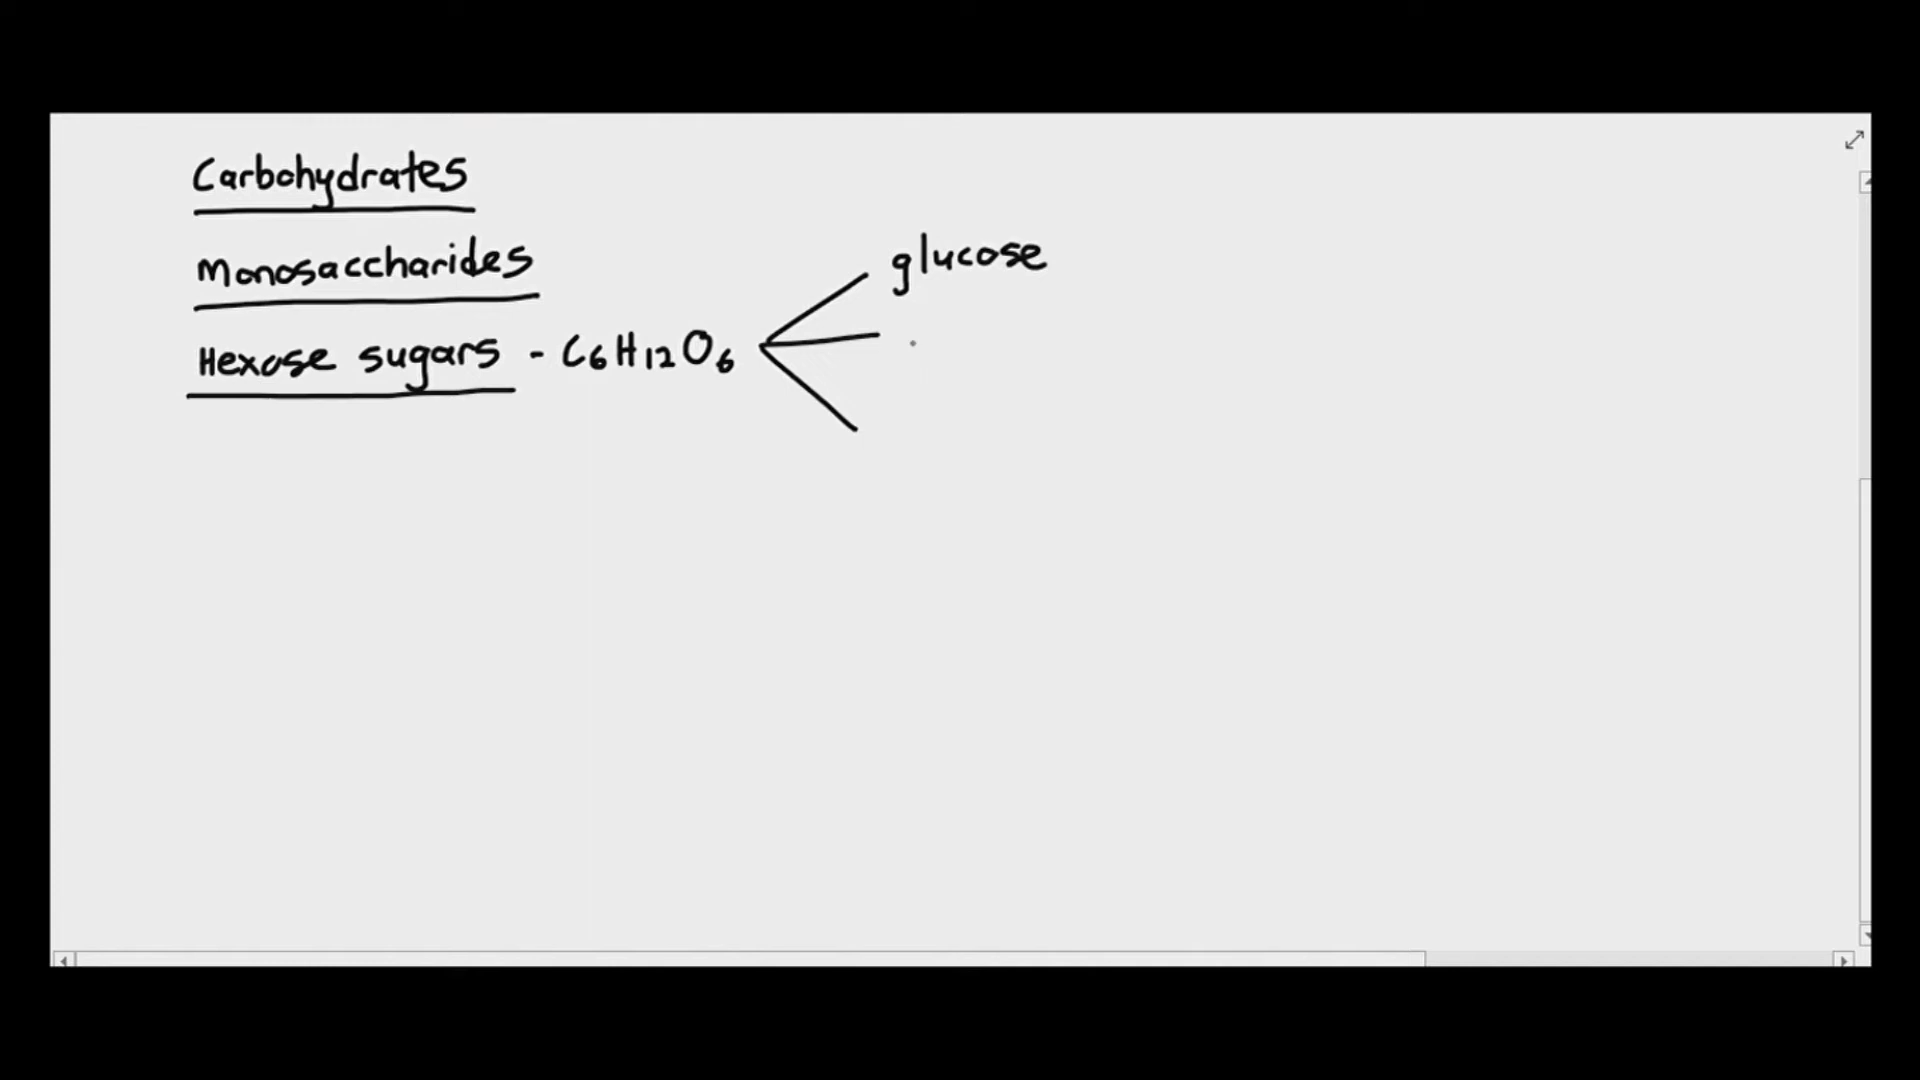 Carbohydrates
Monosaccharides
glucose
Hexose sugars - C₆H₁₂O₆